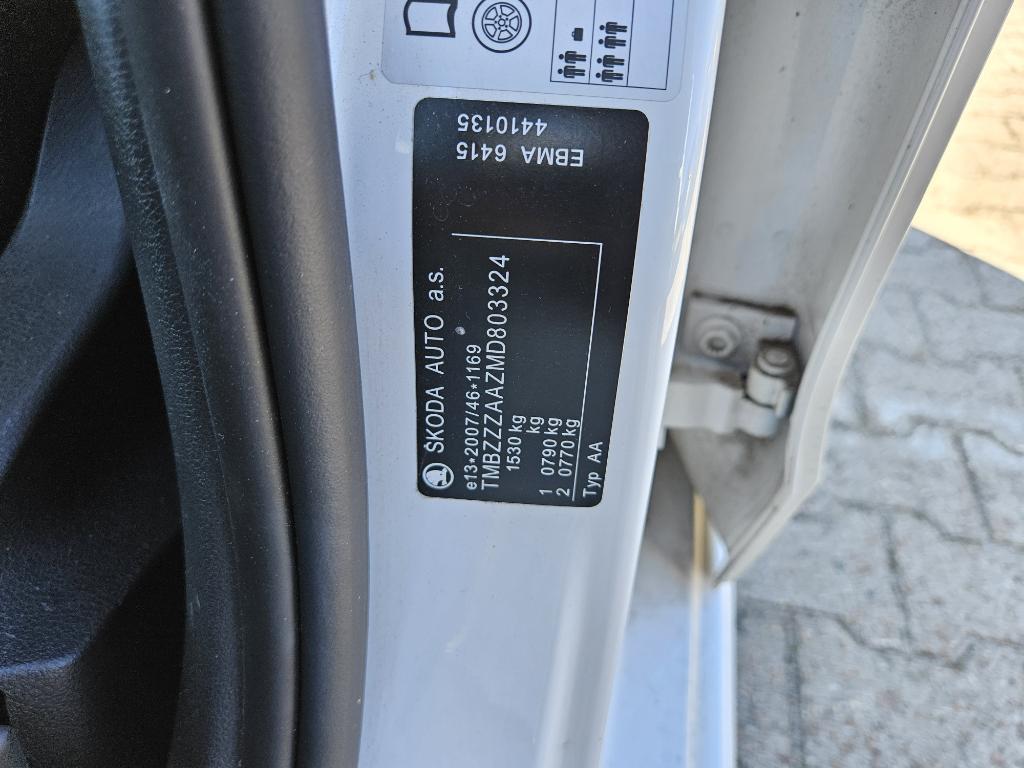 SKODA AUTO a.s.
e13*2007/46*1169
TMBZZZAAZMD803324
1530 kg
kg
1 0790 kg
2 0770 kg
Typ AA
EBMA 6415
4410135